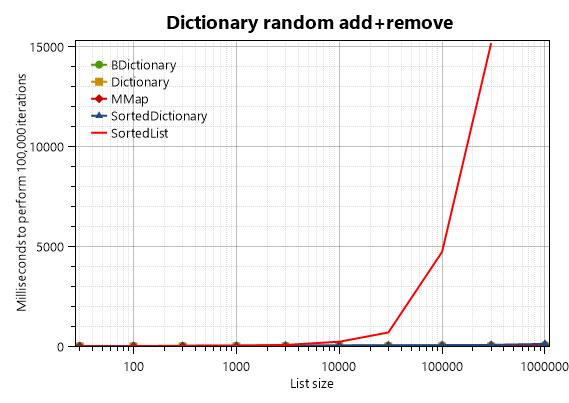 Dictionary random add+remove
Milliseconds to perform 100,000 iterations
15000
10000
5000
0
BDictionary
Dictionary
MMap
SortedDictionary
SortedList
100
1000
10000
100000
1000000
List size